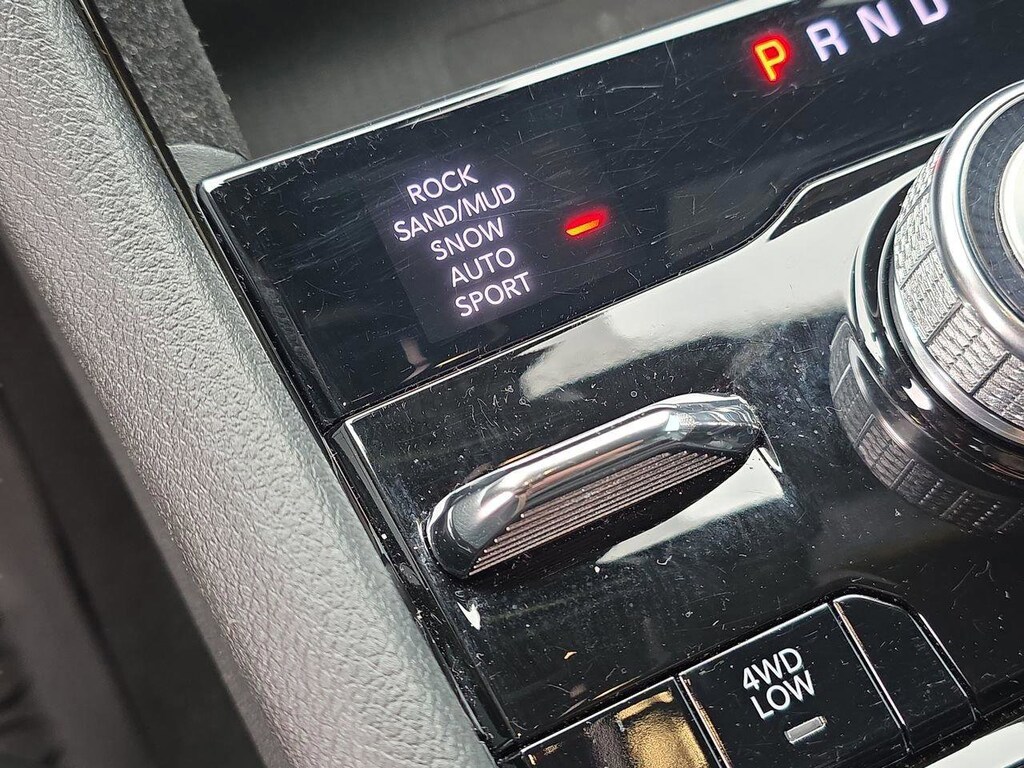 P R N D
ROCK
SAND/MUD
SNOW
AUTO
SPORT
4WD
LOW